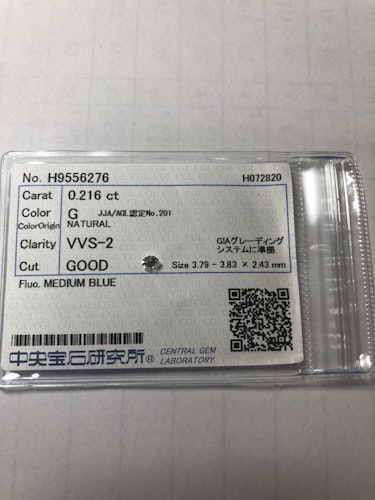 No. H9556276 H072820
Carat 0.216 ct
Color G JJA/AGL認定No.201
ColorOrigin NATURAL
Clarity VVS-2 GIAグレーディング
システムに準拠
Cut GOOD Size 3.79 - 3.83 × 2.43 mm
Fluo. MEDIUM BLUE
中央宝石研究所® CENTRAL GEM
LABORATORY